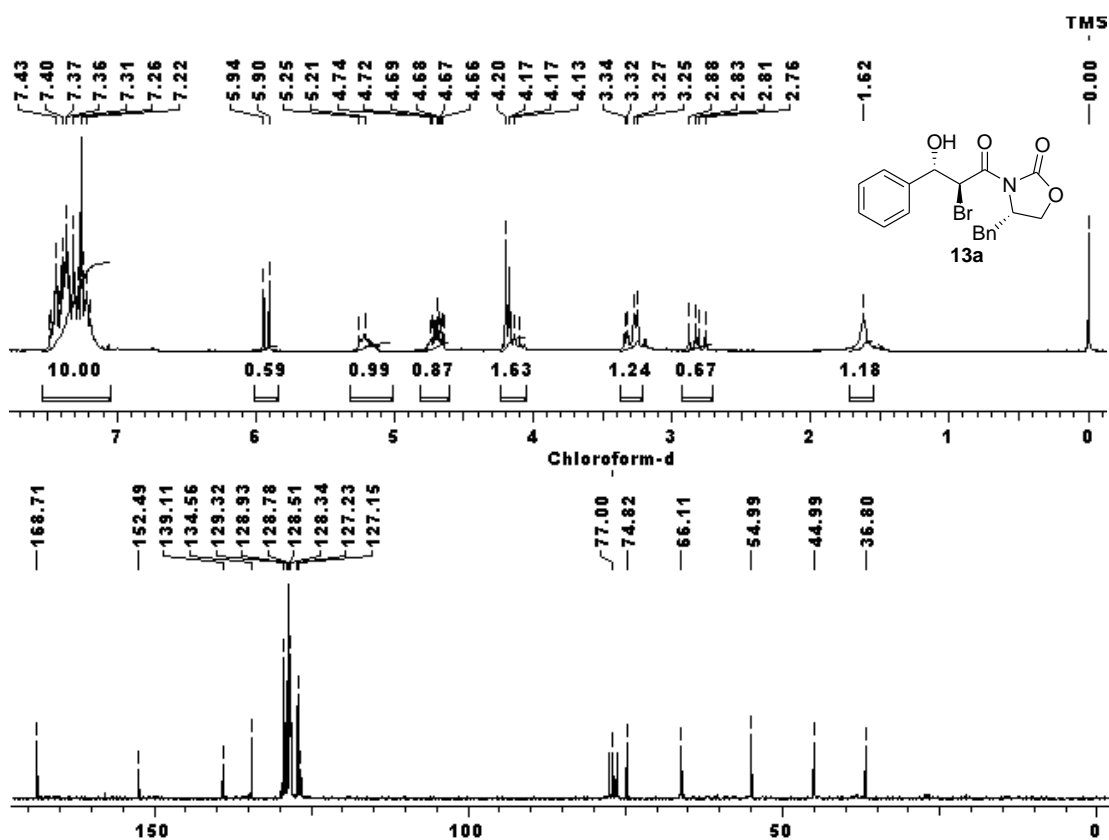 TMS
7.43 7.40 7.37 7.36 7.31 7.26 7.22 5.94 5.90 5.25 5.21 4.74 4.72 4.69 4.68 4.67 4.66 4.20 4.17 4.17 4.13 3.34 3.32 3.27 3.25 2.88 2.83 2.81 2.76 1.62 0.00
OH O O
N
O
Br
Bn
13a
10.00 0.59 0.99 0.87 1.63 1.24 0.67 1.18
7 6 5 4 3 2 1 0
Chloroform-d
168.71 152.49 139.11 134.56 129.32 128.93 128.78 128.51 128.34 127.23 127.15 77.00 74.82 66.11 54.99 44.99 36.80
150 100 50 0